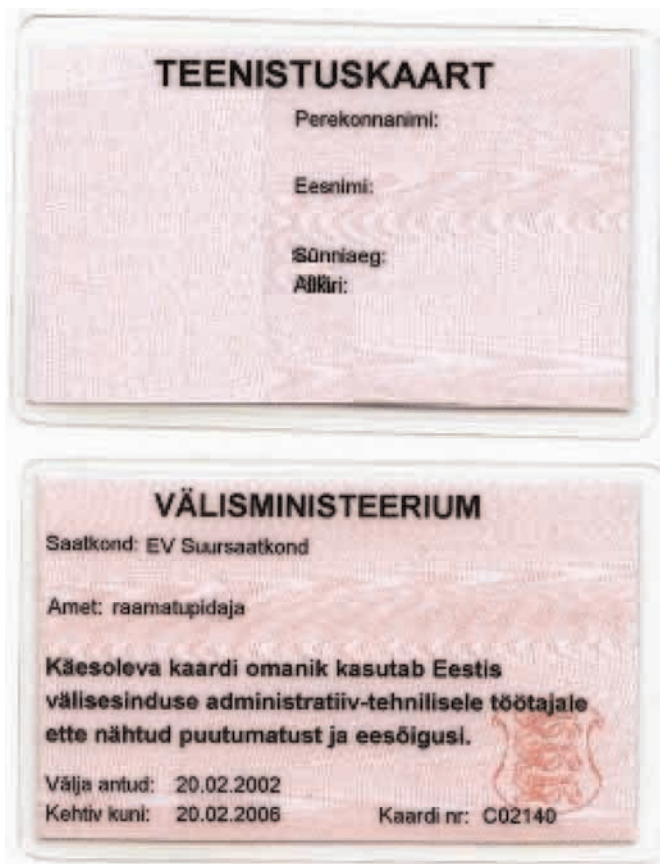 TEENISTUSKAART
Perekonnanimi:
Eesnimi:
Sünniaeg:
Allkiri:
VÄLISMINISTEERIUM
Saatkond: EV Suursaatkond
Amet: raamatupidaja
Käesoleva kaardi omanik kasutab Eestis
välisesinduse administratiiv-tehnilisele töötajale
ette nähtud puutumatust ja eesõigusi.
Välja antud: 20.02.2002
Kehtiv kuni: 20.02.2006
Kaardi nr: C02140